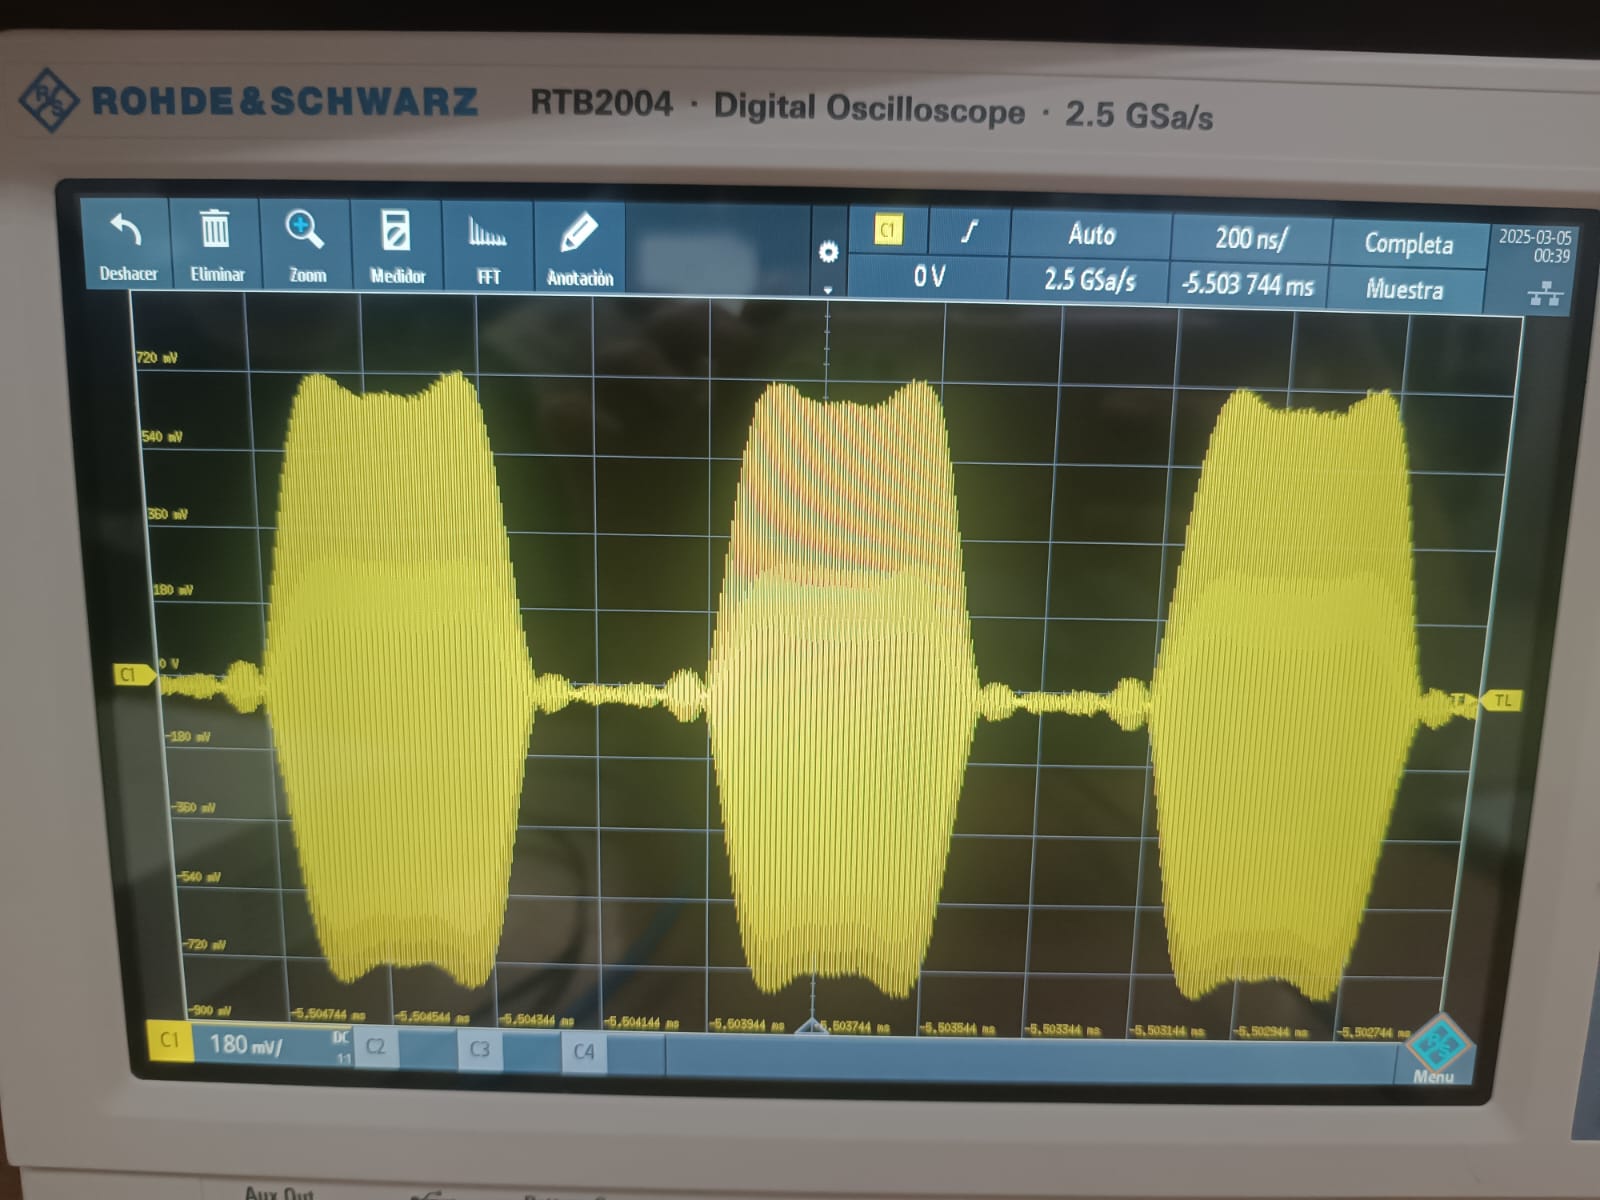 ROHDE & SCHWARZ RTB2004 · Digital Oscilloscope · 2.5 GSa/s
Deshacer Eliminar Zoom Medidor FFT Anotación
C1 Auto 200 ns/ Completa 2025-03-05
00:39
0 V 2.5 GSa/s -5.503 744 ms Muestra
720 mV
540 mV
360 mV
180 mV
C1 0 V
TL
-180 mV
-360 mV
-540 mV
-720 mV
-900 mV
-5.504744 ms -5.504544 ms -5.504344 ms -5.504144 ms -5.503944 ms -5.503744 ms -5.503544 ms -5.503344 ms -5.503144 ms -5.502944 ms -5.502744 ms
C1 180 mV/ DC
1:1
C2 C3 C4
Menu
Aux Out